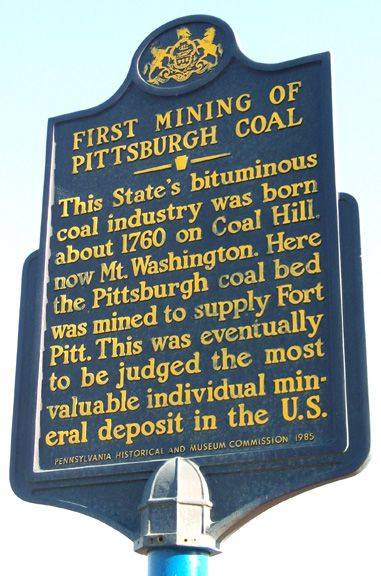 FIRST MINING OF
PITTSBURGH COAL
This State's bituminous
coal industry was born
about 1760 on Coal Hill,
now Mt. Washington. Here
the Pittsburgh coal bed
was mined to supply Fort
Pitt. This was eventually
to be judged the most
valuable individual min-
eral deposit in the U.S.
PENNSYLVANIA HISTORICAL AND MUSEUM COMMISSION 1985